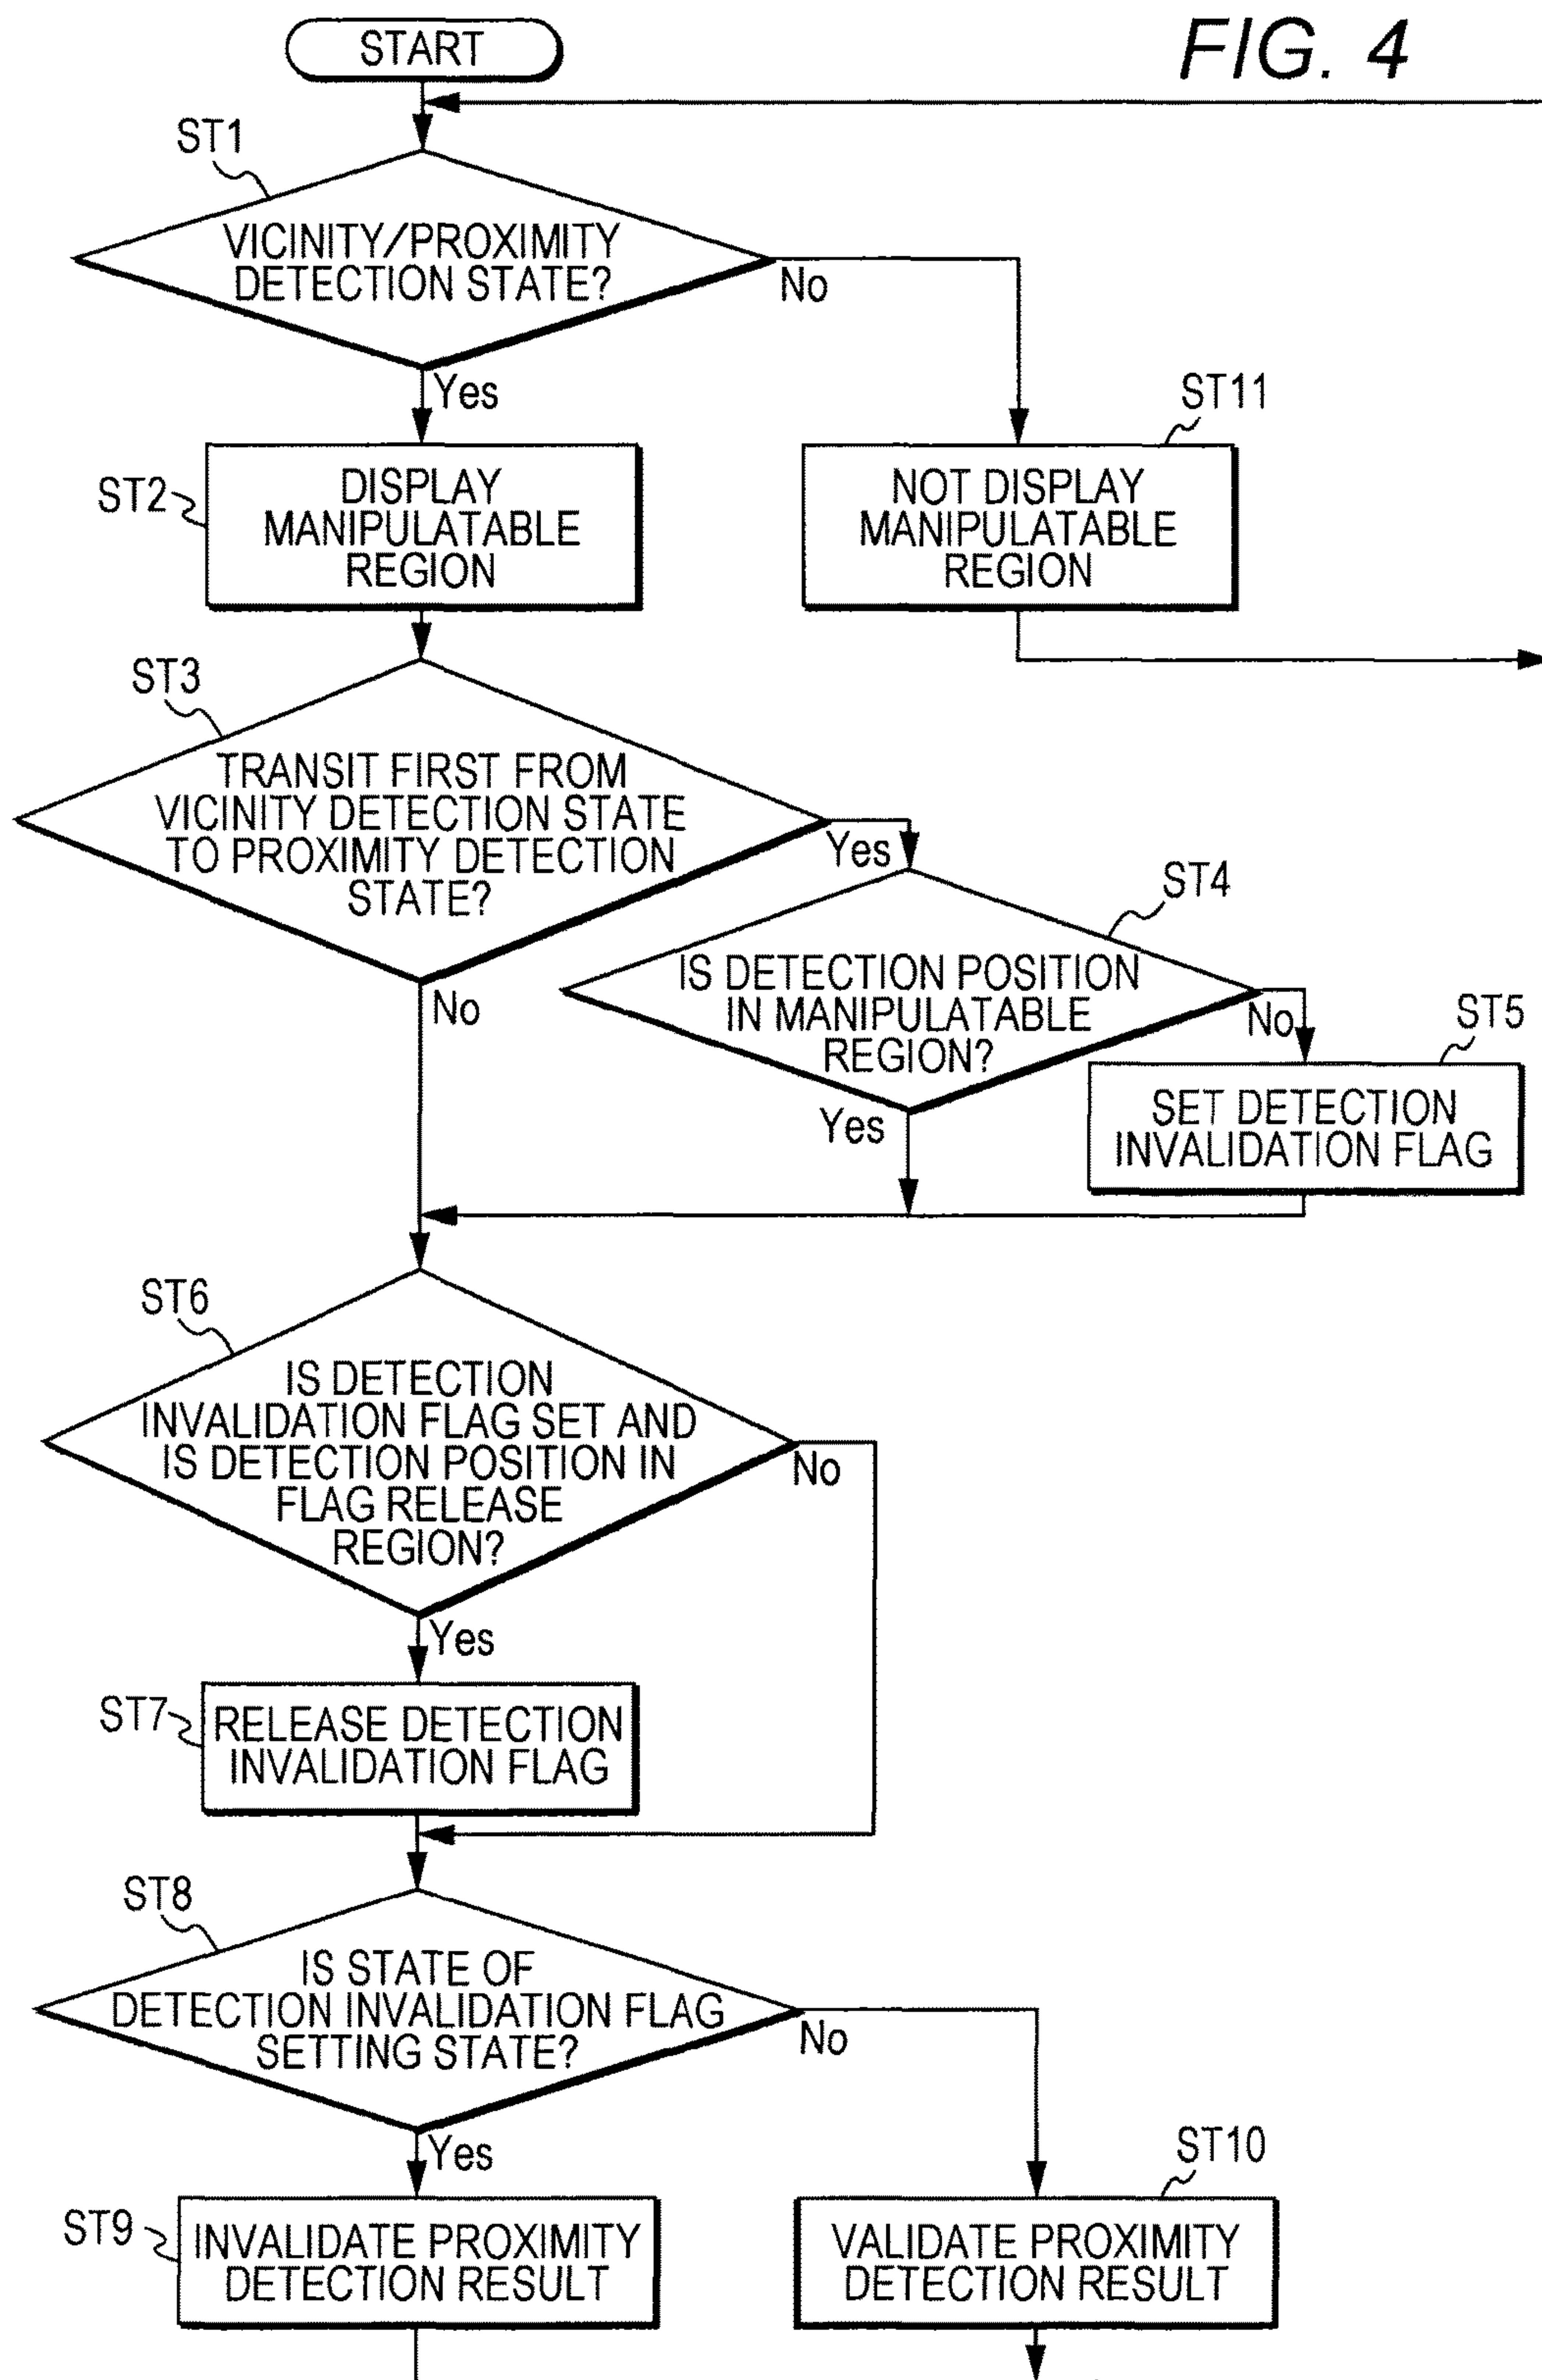 FIG. 4
START
ST1
VICINITY/PROXIMITY
DETECTION STATE?
No
Yes
ST11
ST2
DISPLAY
MANIPULATABLE
REGION
NOT DISPLAY
MANIPULATABLE
REGION
ST3
TRANSIT FIRST FROM
VICINITY DETECTION STATE
TO PROXIMITY DETECTION
STATE?
Yes
No
ST4
IS DETECTION POSITION
IN MANIPULATABLE
REGION?
No
Yes
ST5
SET DETECTION
INVALIDATION FLAG
ST6
IS DETECTION
INVALIDATION FLAG SET AND
IS DETECTION POSITION IN
FLAG RELEASE
REGION?
No
Yes
ST7
RELEASE DETECTION
INVALIDATION FLAG
ST8
IS STATE OF
DETECTION INVALIDATION FLAG
SETTING STATE?
No
Yes
ST10
ST9
INVALIDATE PROXIMITY
DETECTION RESULT
VALIDATE PROXIMITY
DETECTION RESULT